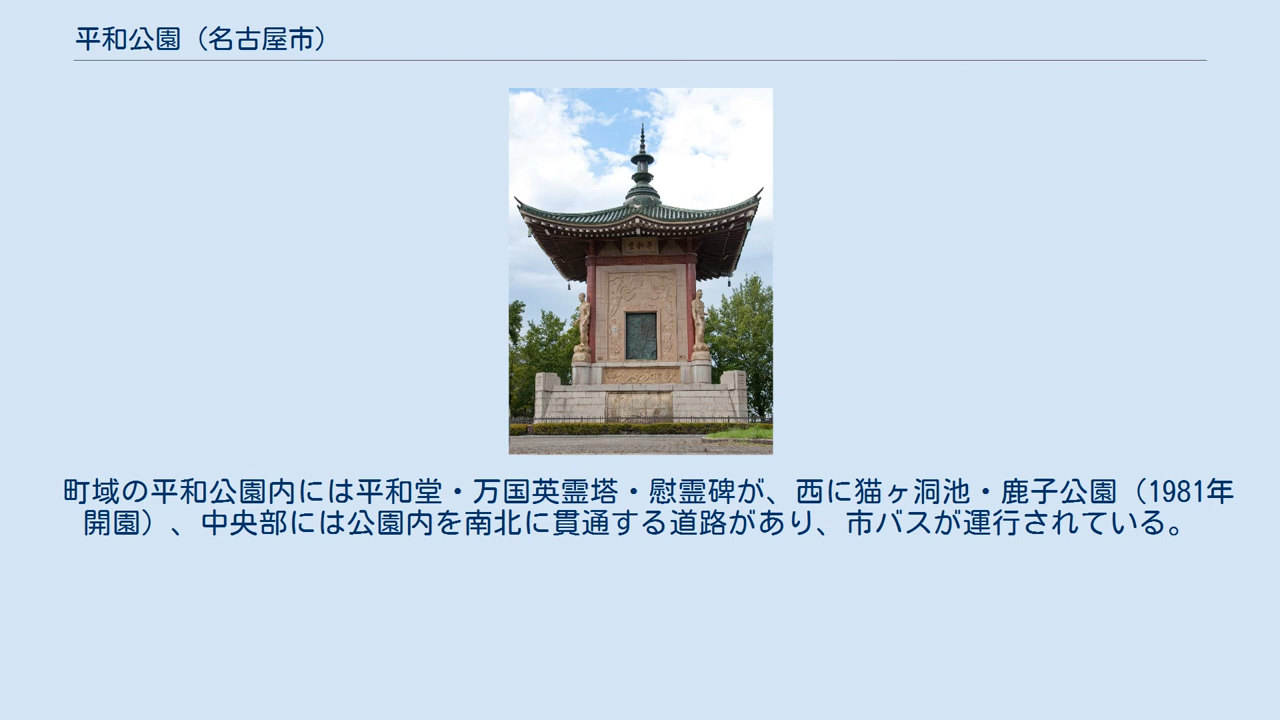 平和公園（名古屋市）
町域の平和公園内には平和堂・万国英霊塔・慰霊碑が、西に猫ヶ洞池・鹿子公園（1981年
開園）、中央部には公園内を南北に貫通する道路があり、市バスが運行されている。